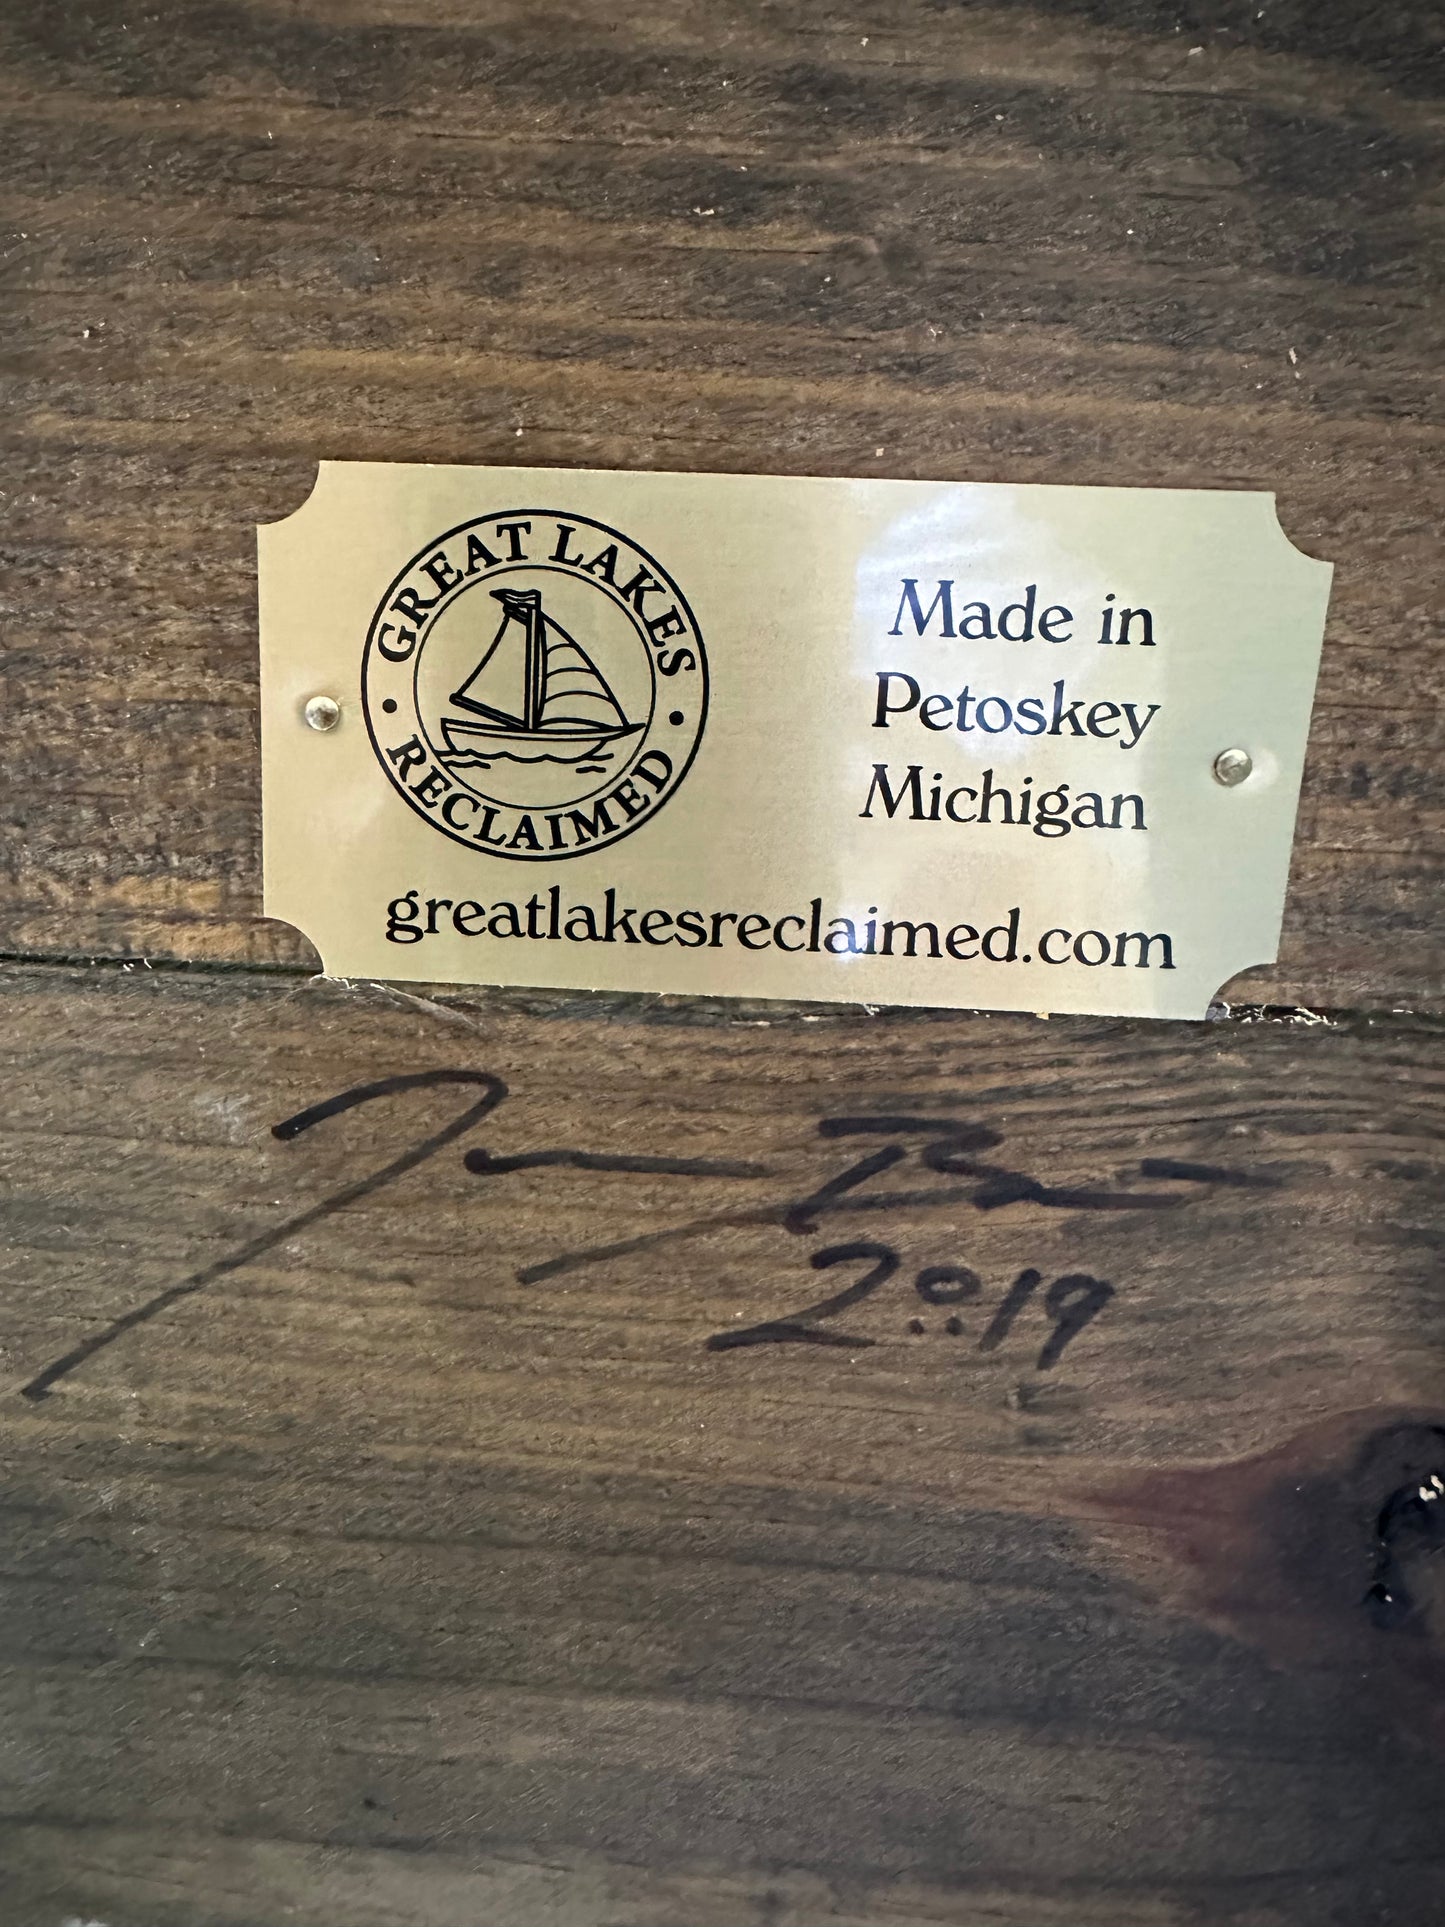 GREAT LAKES
RECLAIMED
Made in
Petoskey
Michigan
greatlakesreclaimed.com
2019